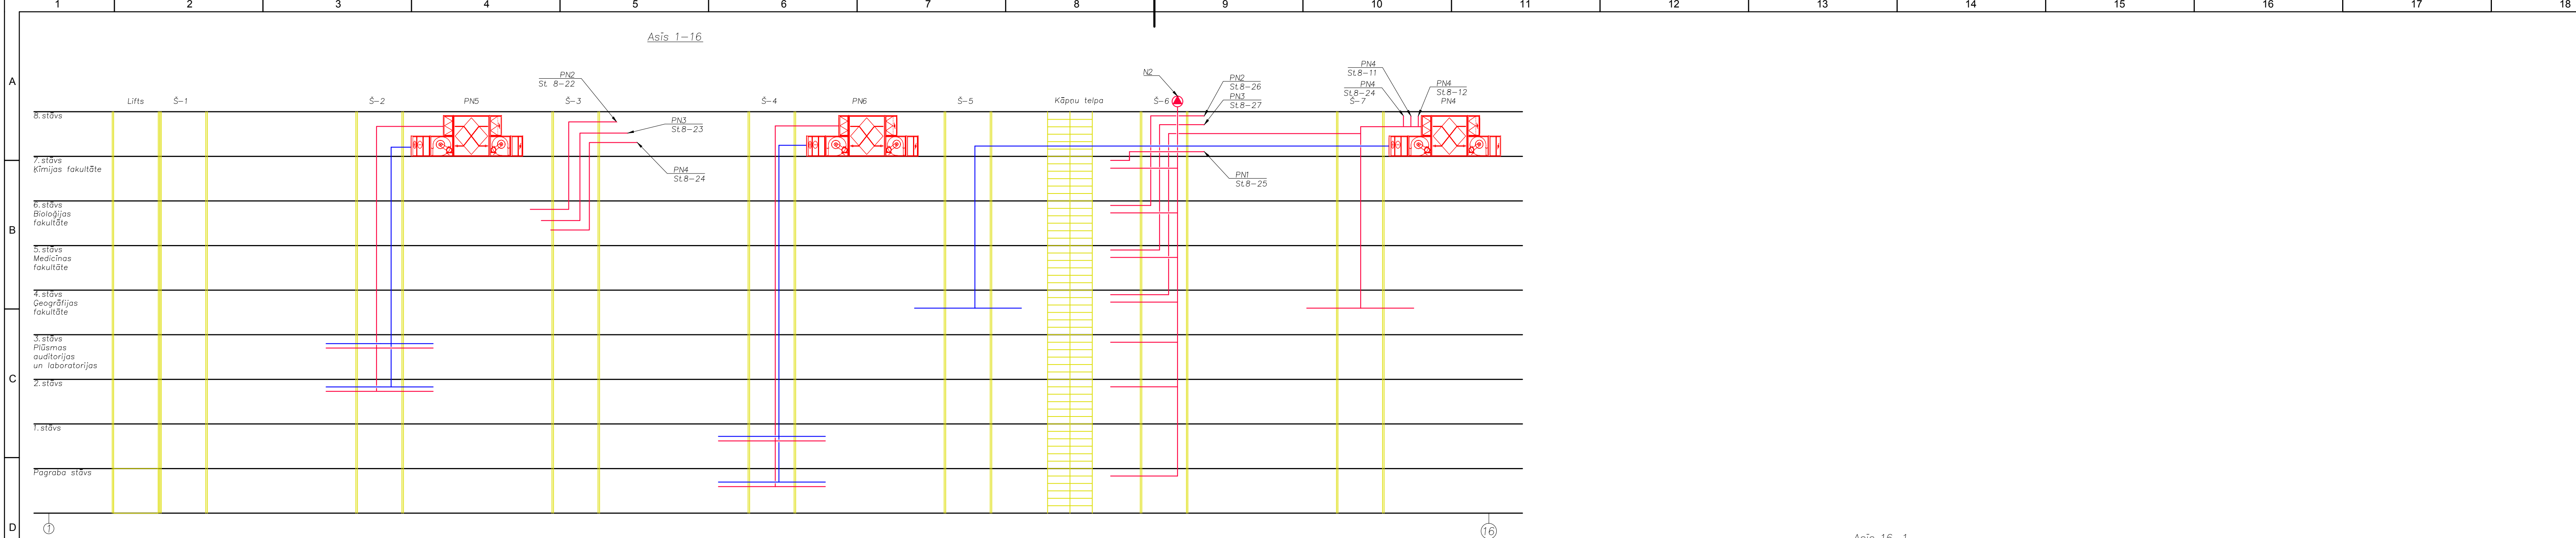 1 2 3 4 5 6 7 8 9 10 11 12 13 14 15 16 17 18
Asīs 1-16
A
PN2
St. 8-22
N2
PN2
St.8-26
PN3
St.8-27
PN4
St.8-11
PN4
St.8-24
PN4
St.8-12
Lifts Š-1 Š-2 PN5 Š-3 Š-4 PN6 Š-5 Kāpņu telpa Š-6 Š-7 PN4
8. stāvs
PN3
St.8-23
7. stāvs
Ķīmijas fakultāte
PN4
St.8-24
PN1
St.8-25
6. stāvs
Bioloģijas
fakultāte
B
5. stāvs
Medicīnas
fakultāte
4. stāvs
Ģeogrāfijas
fakultāte
3. stāvs
Plūsmas
auditorijas
un laboratorijas
C
2. stāvs
1. stāvs
Pagraba stāvs
D
1
16
Asīs 16-1